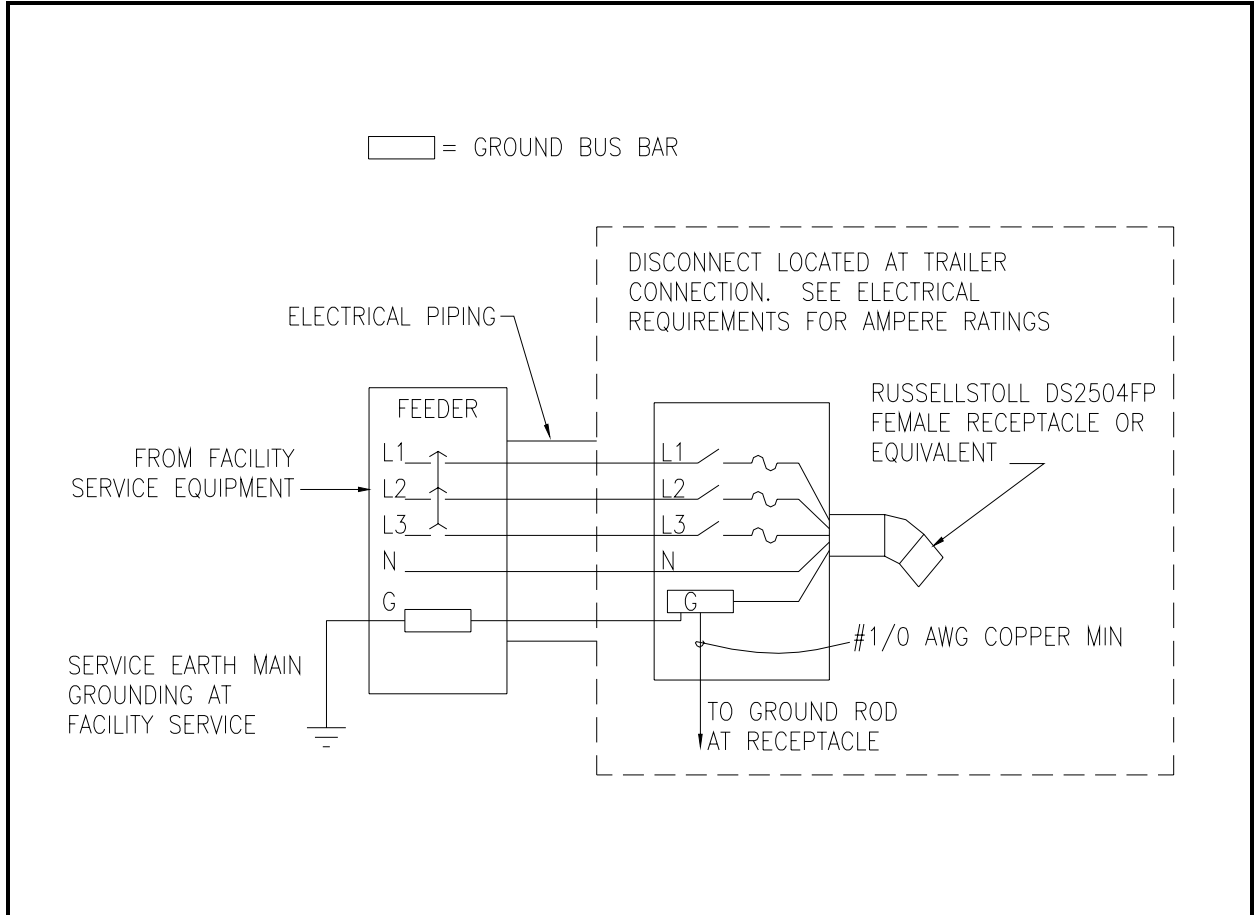 = GROUND BUS BAR
DISCONNECT LOCATED AT TRAILER
CONNECTION. SEE ELECTRICAL
REQUIREMENTS FOR AMPERE RATINGS
ELECTRICAL PIPING
RUSSELLSTOLL DS2504FP
FEMALE RECEPTACLE OR
EQUIVALENT
FROM FACILITY
SERVICE EQUIPMENT
FEEDER
L1
L2
L3
N
G
L1
L2
L3
N
G
#1/0 AWG COPPER MIN
SERVICE EARTH MAIN
GROUNDING AT
FACILITY SERVICE
TO GROUND ROD
AT RECEPTACLE